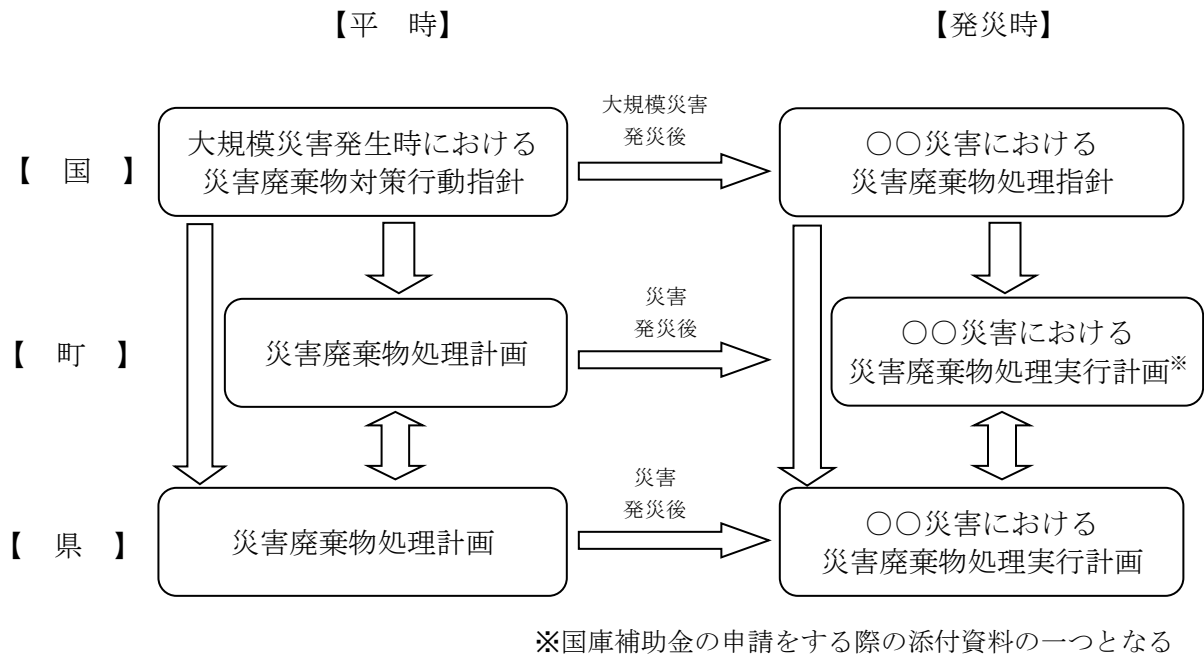 【平　時】
【発災時】
大規模災害
発災後
【　国　】
大規模災害発生時における
災害廃棄物対策行動指針
〇〇災害における
災害廃棄物処理指針
災害
発災後
【　町　】
災害廃棄物処理計画
〇〇災害における
災害廃棄物処理実行計画※
災害
発災後
【　県　】
災害廃棄物処理計画
〇〇災害における
災害廃棄物処理実行計画
※国庫補助金の申請をする際の添付資料の一つとなる